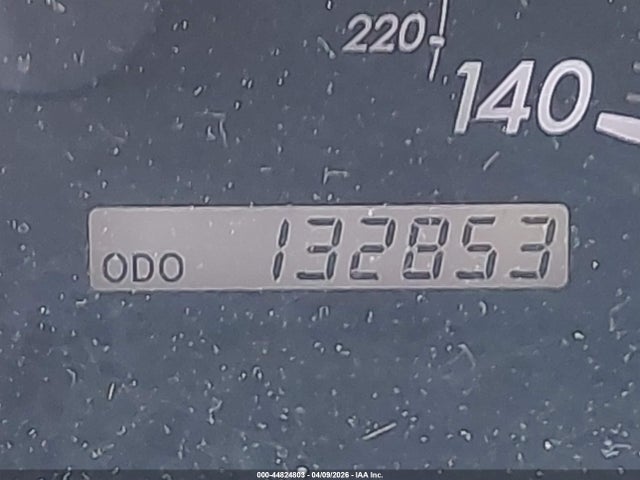 220
140
ODO 132853
000-44824803 - 04/09/2026 - IAA Inc.